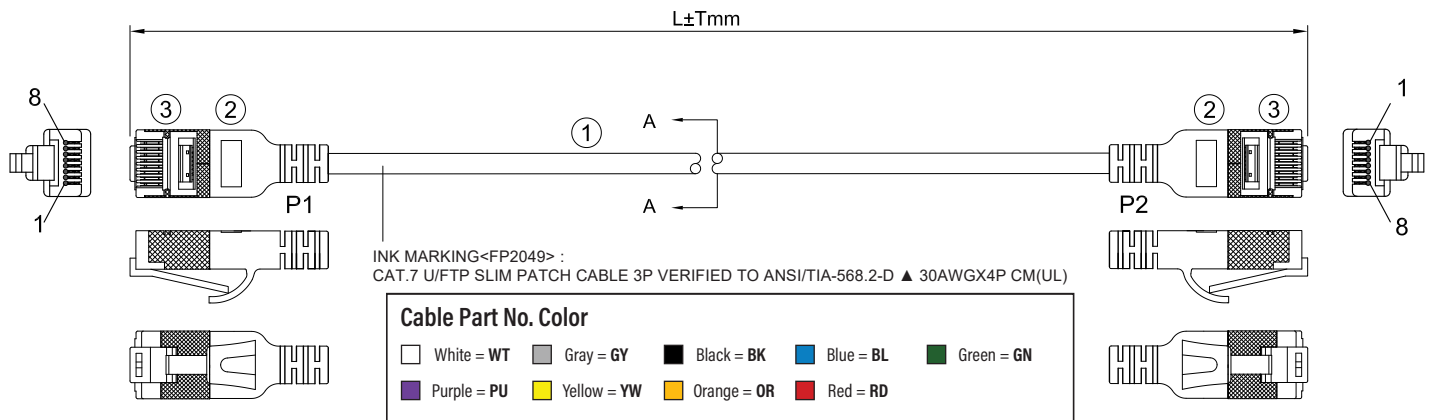 L±Tmm
8
③
②
①
A
②
③
1
1
P1
A
P2
8
INK MARKING<FP2049> :
CAT.7 U/FTP SLIM PATCH CABLE 3P VERIFIED TO ANSI/TIA-568.2-D ▲ 30AWGX4P CM(UL)
Cable Part No. Color
White = WT Gray = GY Black = BK Blue = BL Green = GN
Purple = PU Yellow = YW Orange = OR Red = RD